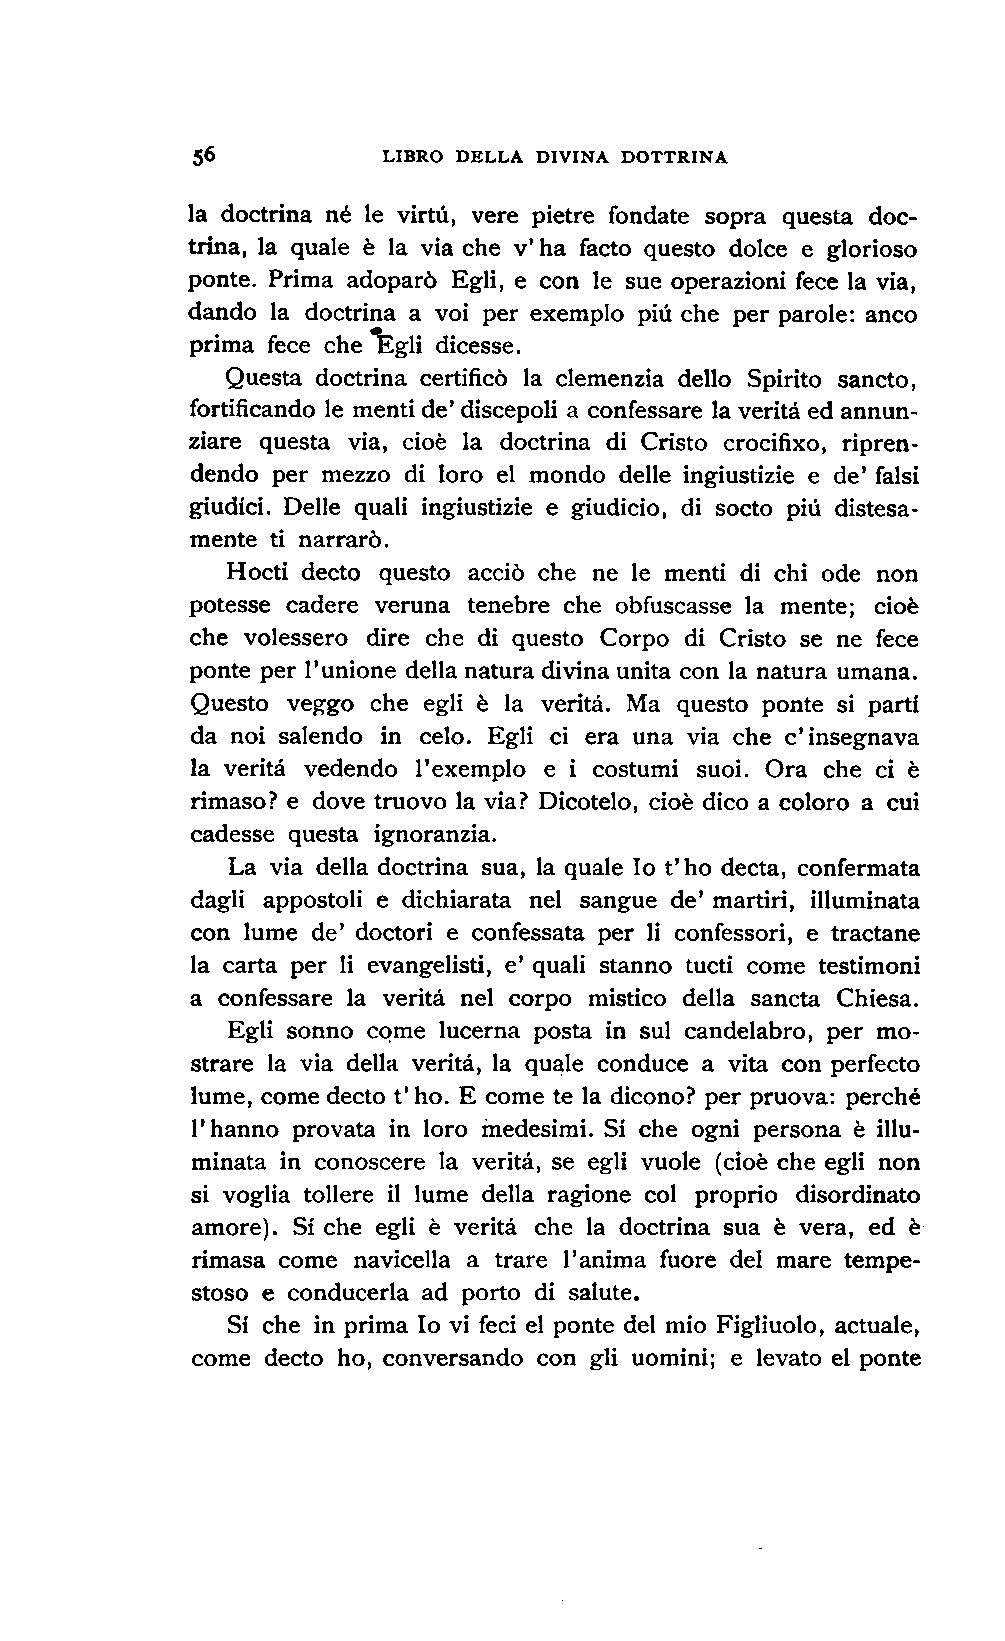 56 LIBRO DELLA DIVINA DOTTRINA
la doctrina né le virtú, vere pietre fondate sopra questa doc-
trina, la quale è la via che v' ha facto questo dolce e glorioso
ponte. Prima adoparò Egli, e con le sue operazioni fece la via,
dando la doctrina a voi per exemplo piú che per parole: anco
prima fece che Egli dicesse.
Questa doctrina certificò la clemenzia dello Spirito sancto,
fortificando le menti de' discepoli a confessare la veritá ed annun-
ziare questa via, cioè la doctrina di Cristo crocifixo, ripren-
dendo per mezzo di loro el mondo delle ingiustizie e de' falsi
giudíci. Delle quali ingiustizie e giudicio, di socto piú distesa-
mente ti narrarò.
Hocti decto questo acciò che ne le menti di chi ode non
potesse cadere veruna tenebre che obfuscasse la mente; cioè
che volessero dire che di questo Corpo di Cristo se ne fece
ponte per l'unione della natura divina unita con la natura umana.
Questo veggo che egli è la veritá. Ma questo ponte si partí
da noi salendo in celo. Egli ci era una via che c' insegnava
la veritá vedendo l'exemplo e i costumi suoi. Ora che ci è
rimaso? e dove truovo la via? Dicotelo, cioè dico a coloro a cui
cadesse questa ignoranzia.
La via della doctrina sua, la quale Io t' ho decta, confermata
dagli appostoli e dichiarata nel sangue de' martiri, illuminata
con lume de' doctori e confessata per li confessori, e tractane
la carta per li evangelisti, e' quali stanno tucti come testimoni
a confessare la veritá nel corpo mistico della sancta Chiesa.
Egli sonno come lucerna posta in sul candelabro, per mo-
strare la via della veritá, la quale conduce a vita con perfecto
lume, come decto t' ho. E come te la dicono? per pruova: perché
l' hanno provata in loro medesimi. Sí che ogni persona è illu-
minata in conoscere la veritá, se egli vuole (cioè che egli non
si voglia tollere il lume della ragione col proprio disordinato
amore). Sí che egli è veritá che la doctrina sua è vera, ed è
rimasa come navicella a trare l'anima fuore del mare tempe-
stoso e conducerla ad porto di salute.
Sí che in prima Io vi feci el ponte del mio Figliuolo, actuale,
come decto ho, conversando con gli uomini; e levato el ponte